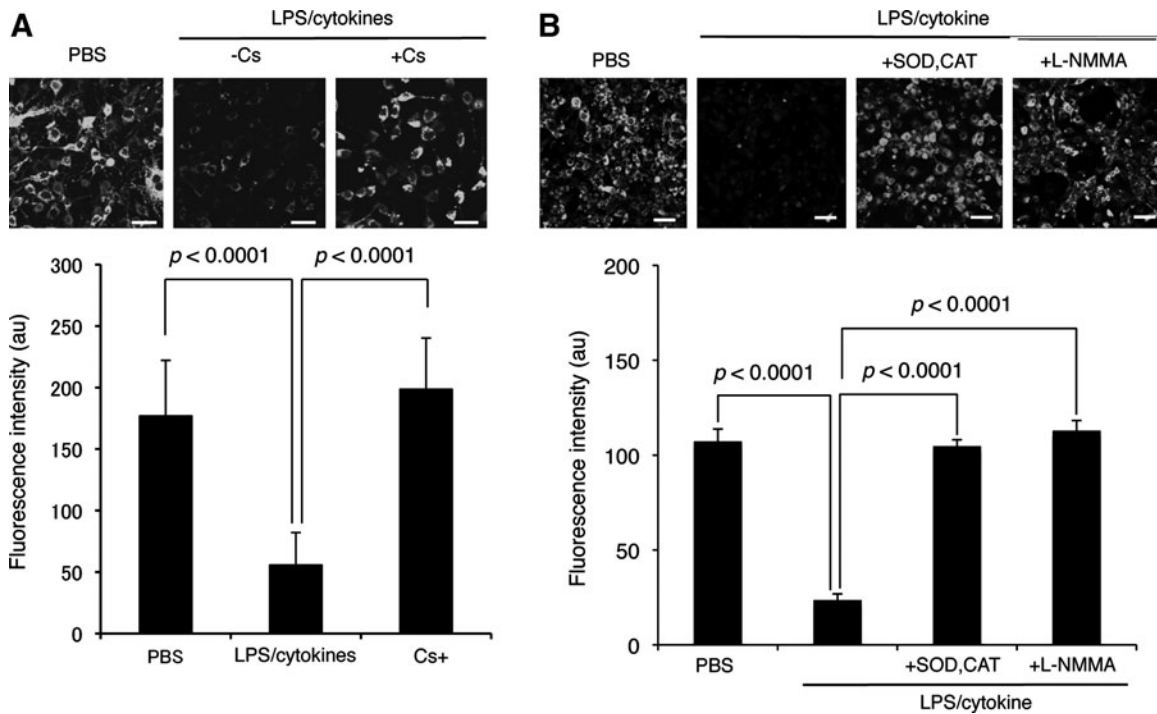 A
LPS/cytokines
PBS
-Cs
+Cs
300
250
200
150
100
50
0
Fluorescence intensity (au)
p < 0.0001
p < 0.0001
PBS
LPS/cytokines
Cs+
B
LPS/cytokine
PBS
+SOD,CAT
+L-NMMA
200
150
100
50
0
Fluorescence intensity (au)
p < 0.0001
p < 0.0001
p < 0.0001
PBS
+SOD,CAT
+L-NMMA
LPS/cytokine